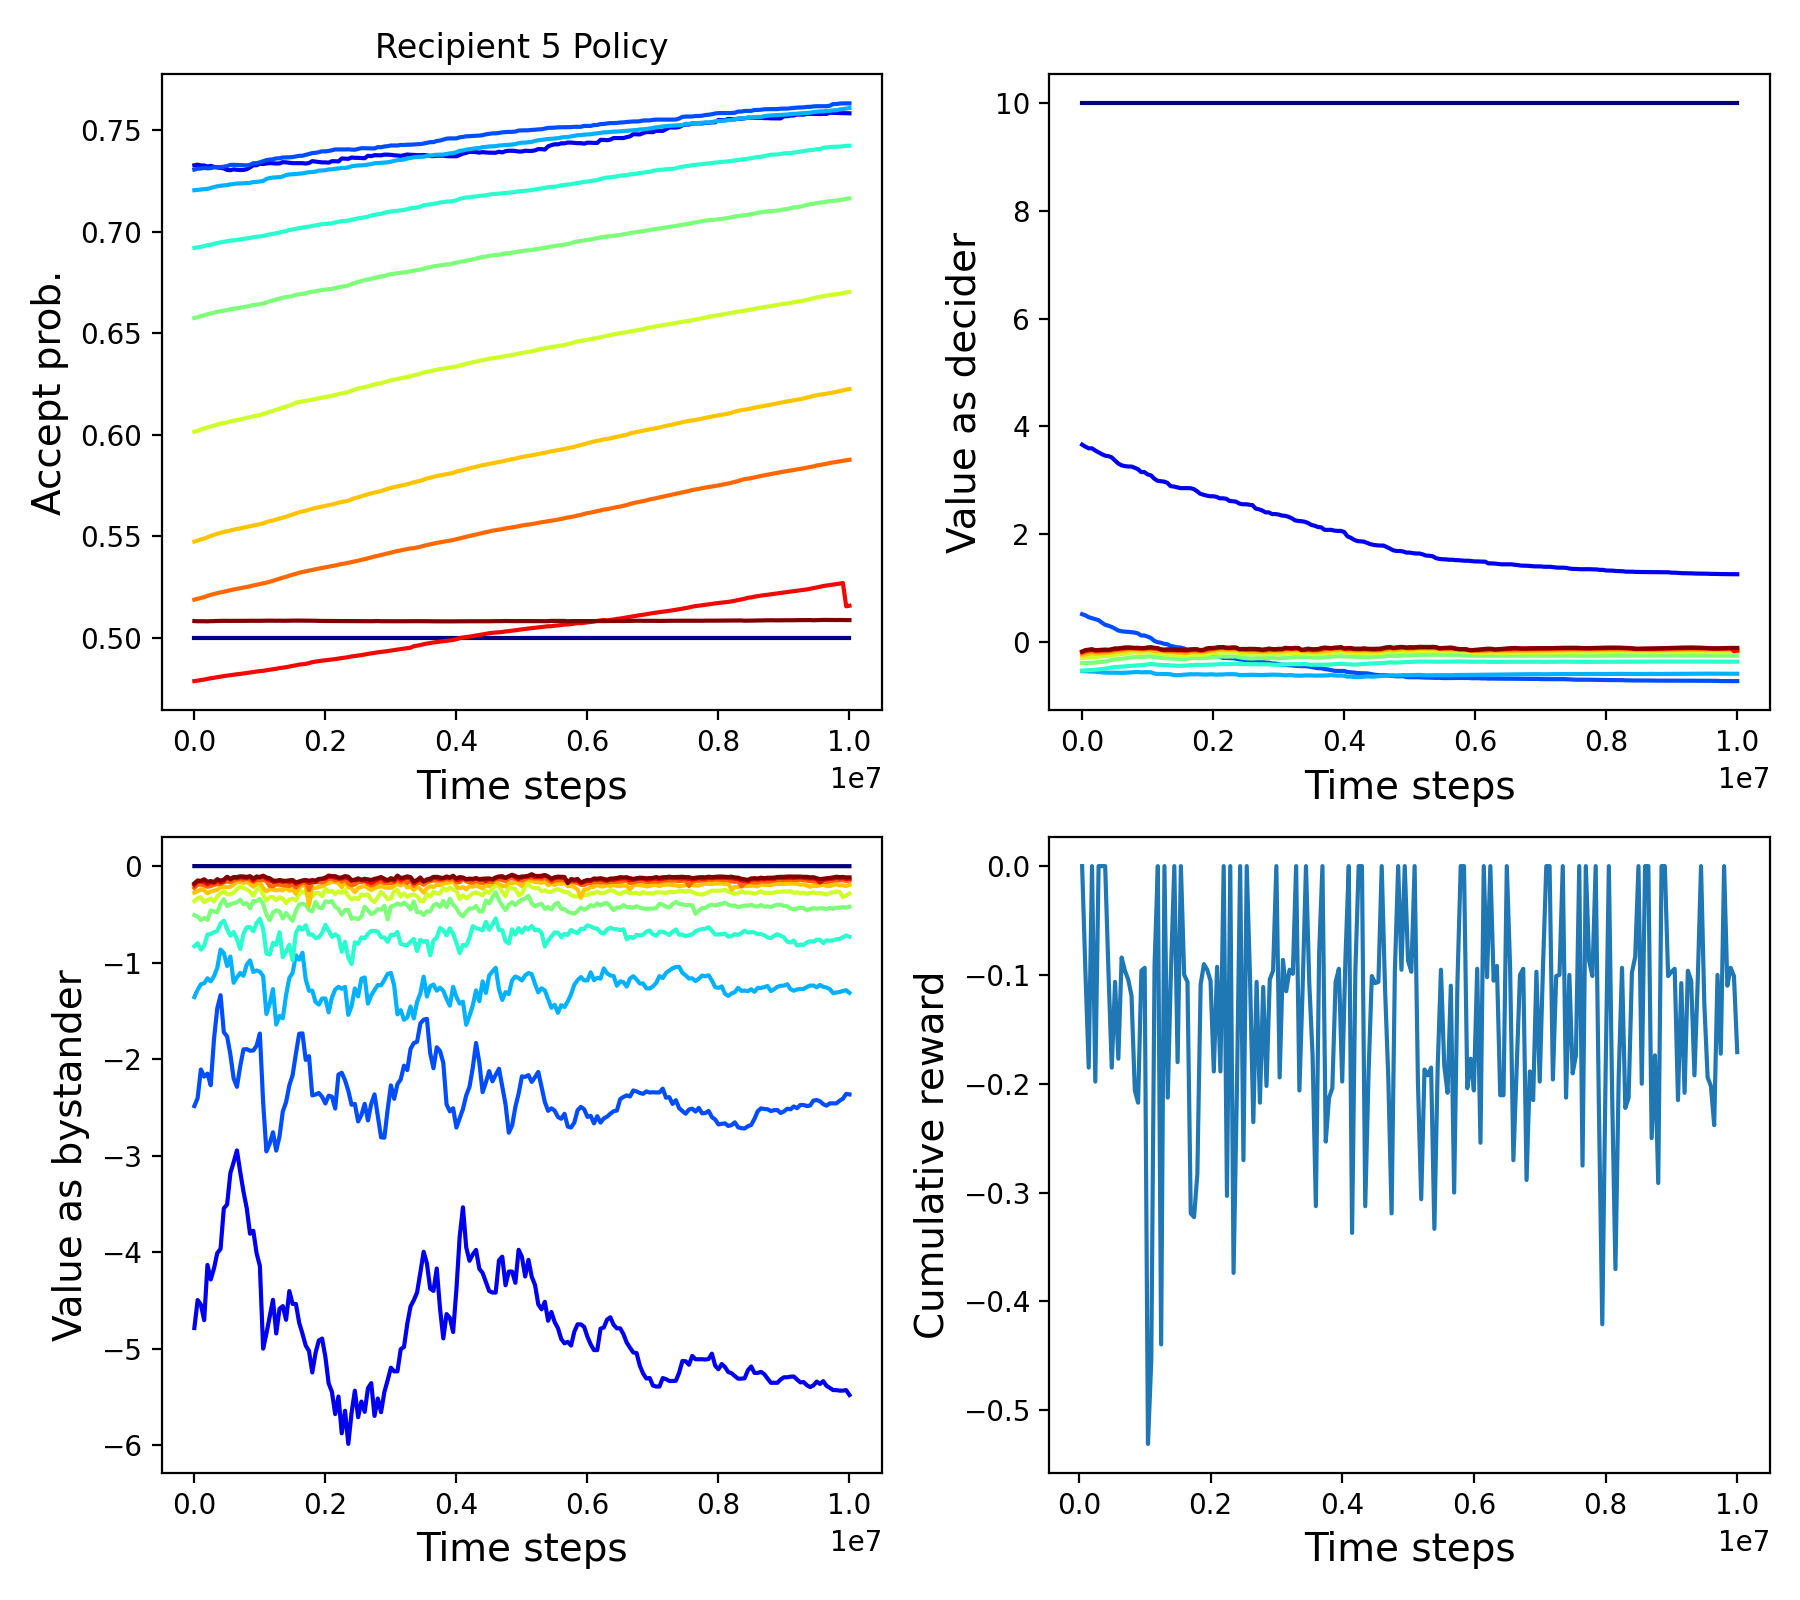 Recipient 5 Policy
Accept prob.
0.75
0.70
0.65
0.60
0.55
0.50
0.0 0.2 0.4 0.6 0.8 1.0
1e7
Time steps
Value as decider
10
8
6
4
2
0
0.0 0.2 0.4 0.6 0.8 1.0
1e7
Time steps
Value as bystander
0
−1
−2
−3
−4
−5
−6
0.0 0.2 0.4 0.6 0.8 1.0
1e7
Time steps
Cumulative reward
0.0
−0.1
−0.2
−0.3
−0.4
−0.5
0.0 0.2 0.4 0.6 0.8 1.0
1e7
Time steps